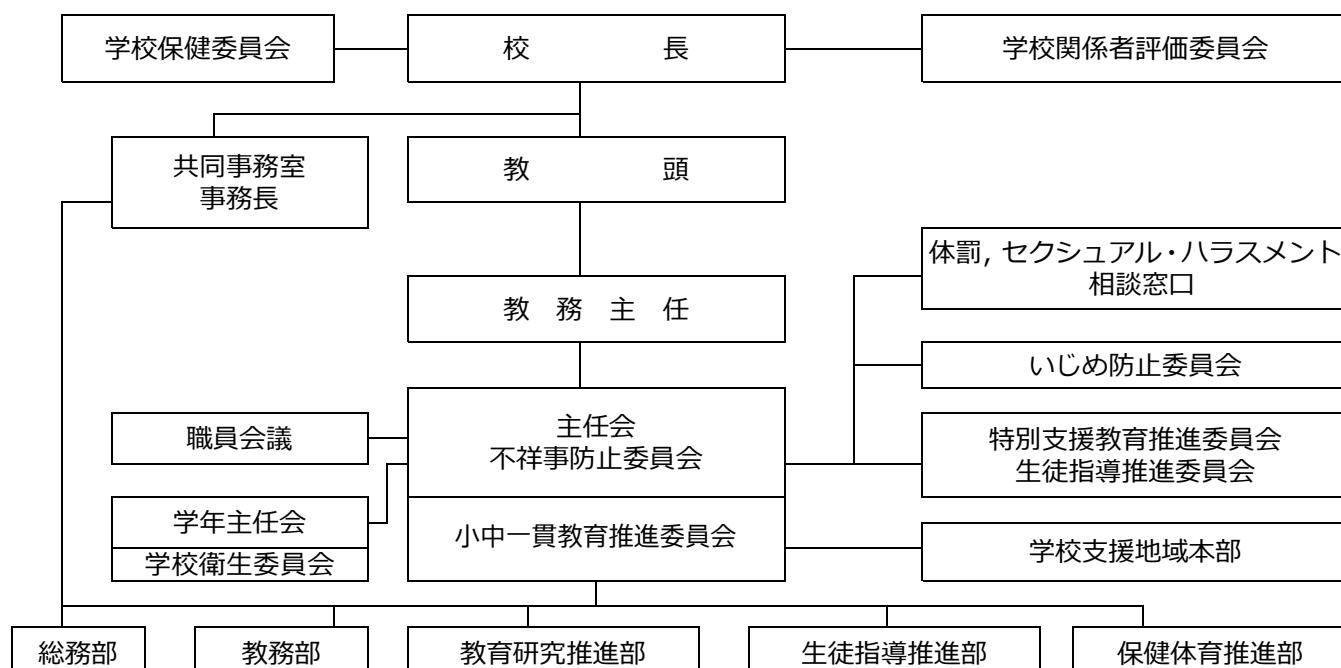 学校保健委員会
校　　　　長
学校関係者評価委員会
共同事務室
事務長
教　　　　頭
体罰, セクシュアル・ハラスメント
相談窓口
教　務　主　任
いじめ防止委員会
職員会議
主任会
不祥事防止委員会
特別支援教育推進委員会
生徒指導推進委員会
学年主任会
学校衛生委員会
小中一貫教育推進委員会
学校支援地域本部
総務部
教務部
教育研究推進部
生徒指導推進部
保健体育推進部